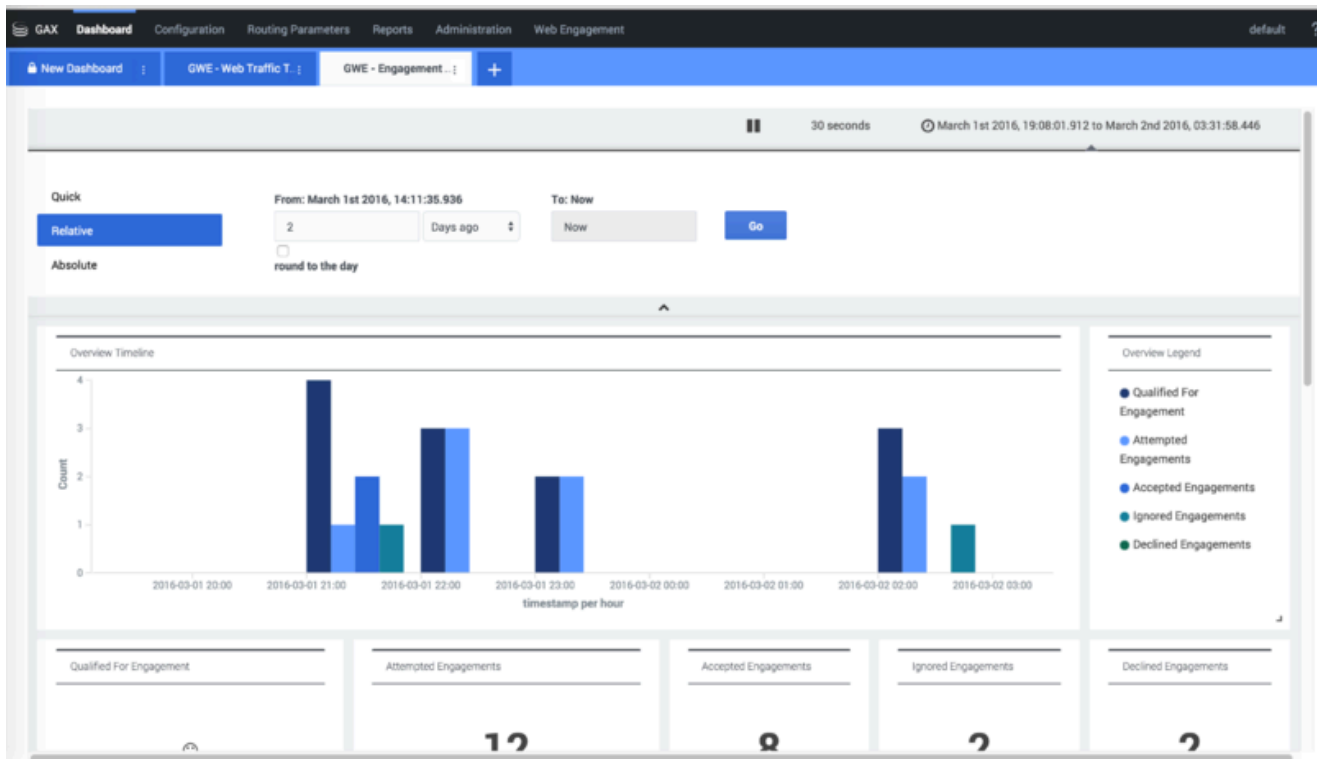 GAX Dashboard Configuration Routing Parameters Reports Administration Web Engagement default ?
New Dashboard GWE - Web Traffic T.. GWE - Engagement ..
30 seconds March 1st 2016, 19:08:01.912 to March 2nd 2016, 03:31:58.446
Quick
Relative
Absolute
From: March 1st 2016, 14:11:35.936 To: Now
2 Days ago Now Go
round to the day
Overview Timeline
4
3
2
1
0
Count
2016-03-01 20:00 2016-03-01 21:00 2016-03-01 22:00 2016-03-01 23:00 2016-03-02 00:00 2016-03-02 01:00 2016-03-02 02:00 2016-03-02 03:00
timestamp per hour
Overview Legend
Qualified For
Engagement
Attempted
Engagements
Accepted Engagements
Ignored Engagements
Declined Engagements
Qualified For Engagement Attempted Engagements Accepted Engagements Ignored Engagements Declined Engagements
12 8 2 2